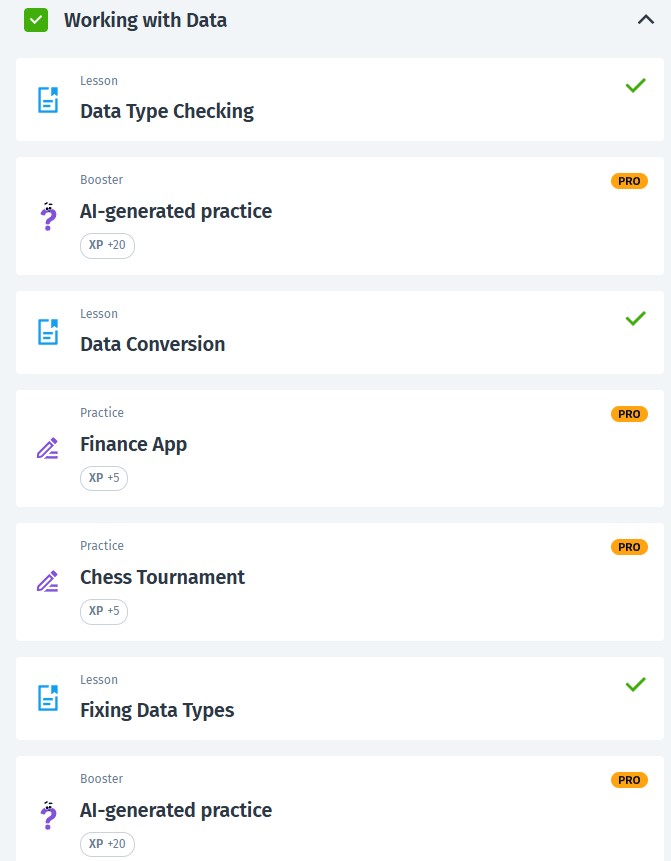 Working with Data
Lesson
Data Type Checking
Booster
PRO
AI-generated practice
XP +20
Lesson
Data Conversion
Practice
PRO
Finance App
XP +5
Practice
PRO
Chess Tournament
XP +5
Lesson
Fixing Data Types
Booster
PRO
AI-generated practice
XP +20